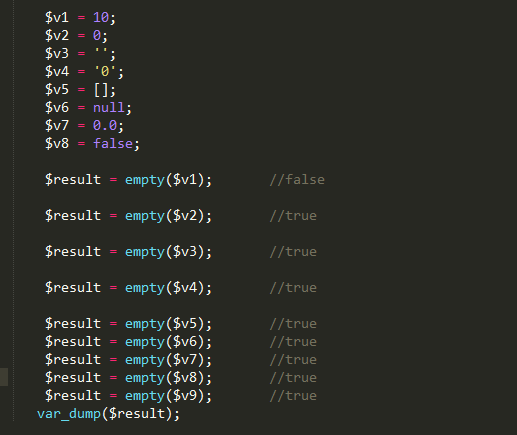 $v1 = 10;
$v2 = 0;
$v3 = '';
$v4 = '0';
$v5 = [];
$v6 = null;
$v7 = 0.0;
$v8 = false;
$result = empty($v1); //false
$result = empty($v2); //true
$result = empty($v3); //true
$result = empty($v4); //true
$result = empty($v5); //true
$result = empty($v6); //true
$result = empty($v7); //true
$result = empty($v8); //true
$result = empty($v9); //true
var_dump($result);